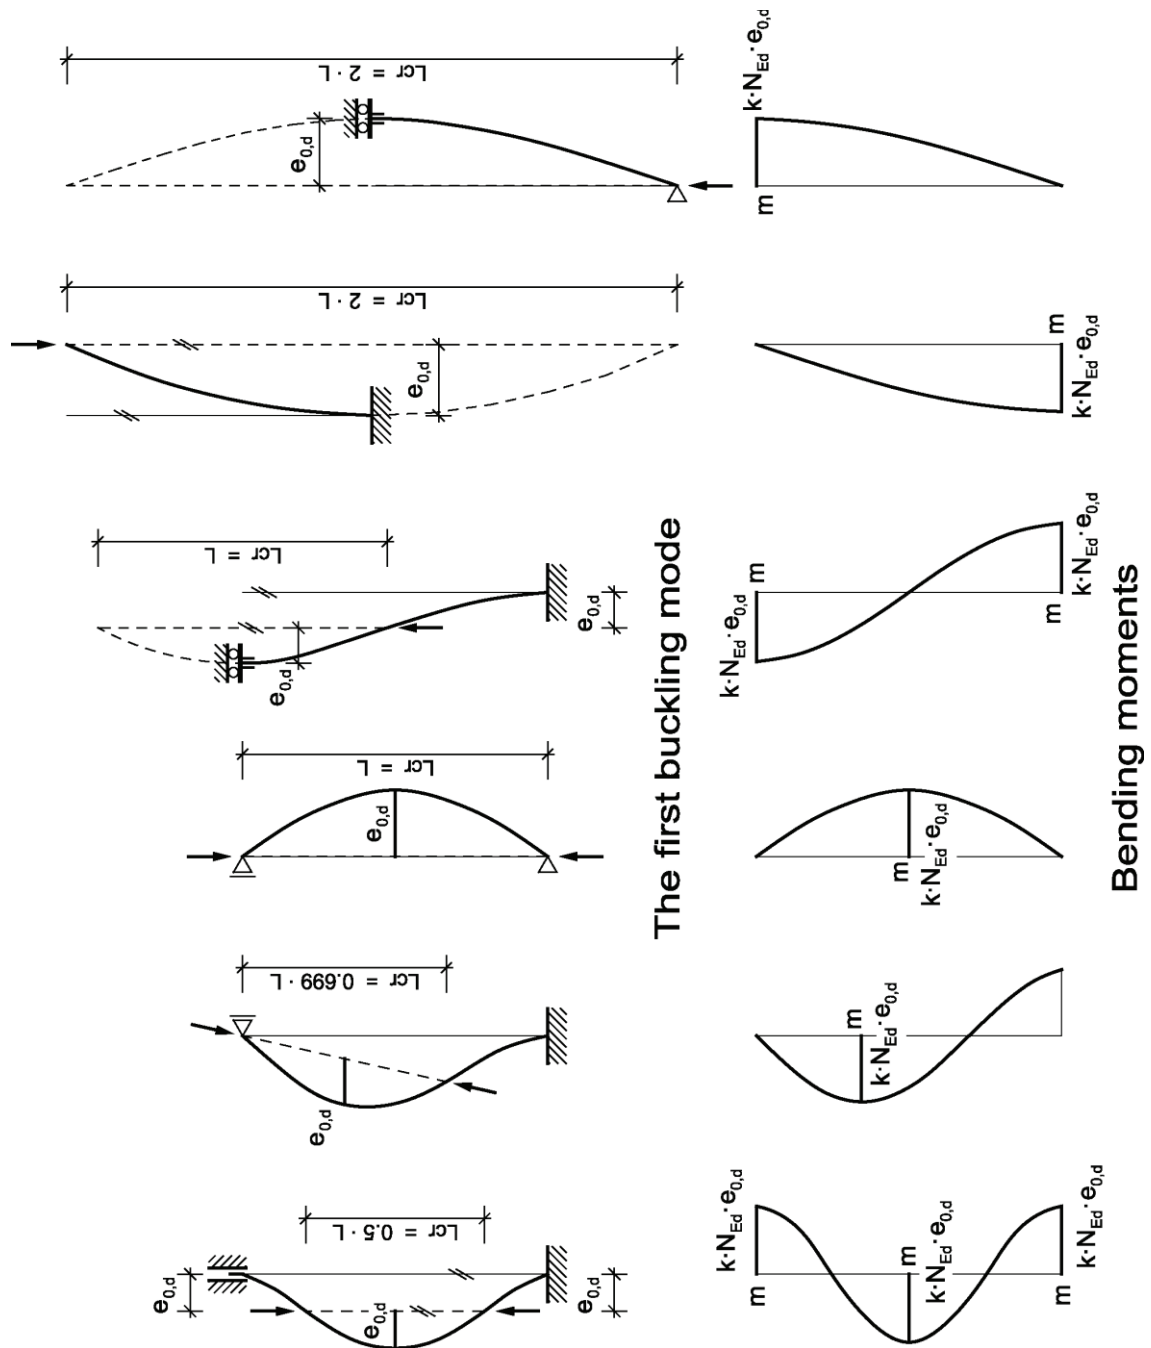 Lcr = 2 · L
e0,d
k·NEd·e0,d
m
Lcr = 2 · L
e0,d
m
k·NEd·e0,d
Lcr = L
e0,d
e0,d
m
k·NEd·e0,d
m
k·NEd·e0,d
Lcr = L
e0,d
m
k·NEd·e0,d
Lcr = 0.699 · L
e0,d
m
k·NEd·e0,d
Lcr = 0.5 · L
e0,d
e0,d
e0,d
k·NEd·e0,d
m
m
k·NEd·e0,d
m
k·NEd·e0,d
The first buckling mode
Bending moments